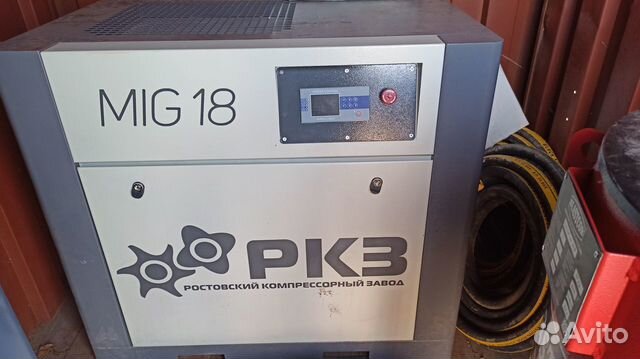 MIG 18
РКЗ
РОСТОВСКИЙ КОМПРЕССОРНЫЙ ЗАВОД
Avito